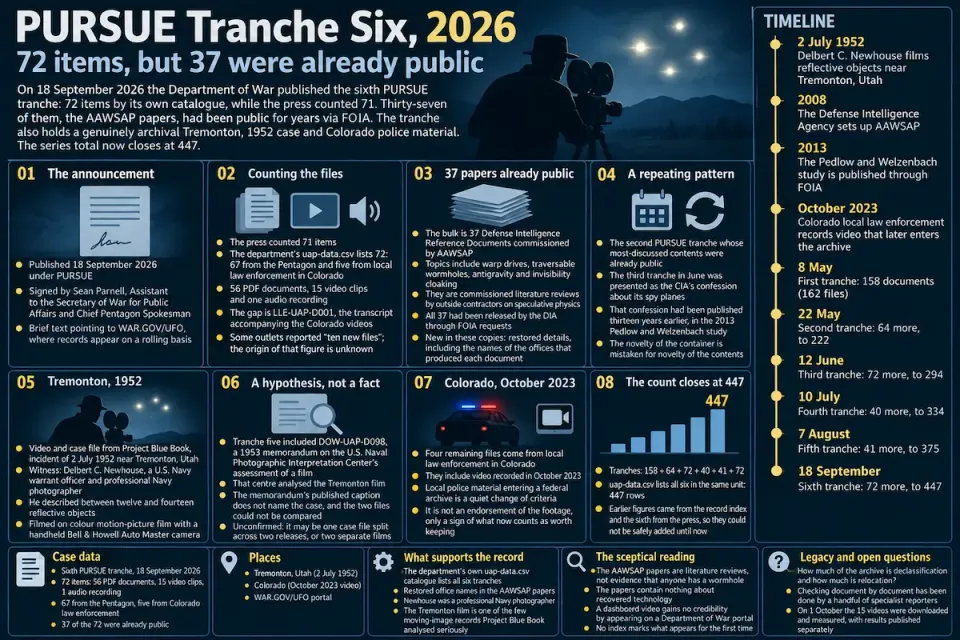 PURSUE Tranche Six, 2026
72 items, but 37 were already public
On 18 September 2026 the Department of War published the sixth PURSUE
tranche: 72 items by its own catalogue, while the press counted 71. Thirty-seven
of them, the AAWSAP papers, had been public for years via FOIA. The tranche
also holds a genuinely archival Tremonton, 1952 case and Colorado police material.
The series total now closes at 447.
01 The announcement
Published 18 September 2026
under PURSUE
Signed by Sean Parnell, Assistant
to the Secretary of War for Public
Affairs and Chief Pentagon Spokesman
Brief text pointing to WAR.GOV/UFO,
where records appear on a rolling basis
02 Counting the files
The press counted 71 items
The department's uap-data.csv lists 72:
67 from the Pentagon and five from local
law enforcement in Colorado
56 PDF documents, 15 video clips
and one audio recording
The gap is LLE-UAP-D001, the transcript
accompanying the Colorado videos
Some outlets reported "ten new files";
the origin of that figure is unknown
03 37 papers already public
The bulk is 37 Defense Intelligence
Reference Documents commissioned
by AAWSAP
Topics include warp drives, traversable
wormholes, antigravity and invisibility
cloaking
They are commissioned literature reviews
by outside contractors on speculative physics
All 37 had been released by the DIA
through FOIA requests
New in these copies: restored details,
including the names of the offices that
produced each document
04 A repeating pattern
The second PURSUE tranche whose
most-discussed contents were
already public
The third tranche in June was
presented as the CIA's confession
about its spy planes
That confession had been published
thirteen years earlier, in the 2013
Pedlow and Welzenbach study
The novelty of the container is
mistaken for novelty of the contents
05 Tremonton, 1952
Video and case file from Project Blue Book,
incident of 2 July 1952 near Tremonton,
Utah
Witness: Delbert C. Newhouse, a U.S. Navy
warrant officer and professional Navy
photographer
He described between twelve and fourteen
reflective objects
Filmed on colour motion-picture film with a
handheld Bell & Howell Auto Master camera
06 A hypothesis, not a fact
Tranche five included DOW-UAP-D098,
a 1953 memorandum on the U.S. Naval
Photographic Interpretation Center's
assessment of a film
That centre analysed the Tremonton film
The memorandum's published caption
does not name the case, and the two files
could not be compared
Unconfirmed: it may be one case file split
across two releases, or two separate films
07 Colorado, October 2023
Four remaining files come from local
law enforcement in Colorado
They include video recorded in October 2023
Local police material entering a federal
archive is a quiet change of criteria
It is not an endorsement of the footage,
only a sign of what now counts as worth
keeping
08 The count closes at 447
447
Tranches: 158 + 64 + 72 + 40 + 41 + 72
uap-data.csv lists all six in the same unit:
447 rows
Earlier figures came from the record index
and the sixth from the press, so they could
not be safely added until now
TIMELINE
2 July 1952
Delbert C. Newhouse films
reflective objects near
Tremonton, Utah
2008
The Defense Intelligence
Agency sets up AAWSAP
2013
The Pedlow and Welzenbach
study is published through
FOIA
October 2023
Colorado local law enforcement
records video that later enters
the archive
8 May
First tranche: 158 documents
(162 files)
22 May
Second tranche: 64 more,
to 222
12 June
Third tranche: 72 more, to 294
10 July
Fourth tranche: 40 more, to 334
7 August
Fifth tranche: 41 more, to 375
18 September
Sixth tranche: 72 more, to 447
Case data
Sixth PURSUE tranche, 18 September 2026
72 items: 56 PDF documents, 15 video clips,
1 audio recording
67 from the Pentagon, five from Colorado
law enforcement
37 of the 72 were already public
Places
Tremonton, Utah (2 July 1952)
Colorado (October 2023 video)
WAR.GOV/UFO portal
What supports the record
The department's own uap-data.csv
catalogue lists all six tranches
Restored office names in the AAWSAP papers
Newhouse was a professional Navy photographer
The Tremonton film is one of the few
moving-image records Project Blue Book
analysed seriously
The sceptical reading
The AAWSAP papers are literature reviews,
not evidence that anyone has a wormhole
The papers contain nothing about
recovered technology
A dashboard video gains no credibility
by appearing on a Department of War portal
No index marks what appears for the first time
Legacy and open questions
How much of the archive is declassification
and how much is relocation?
Checking document by document has been
done by a handful of specialist reporters
On 1 October the 15 videos were downloaded
and measured, with results published
separately